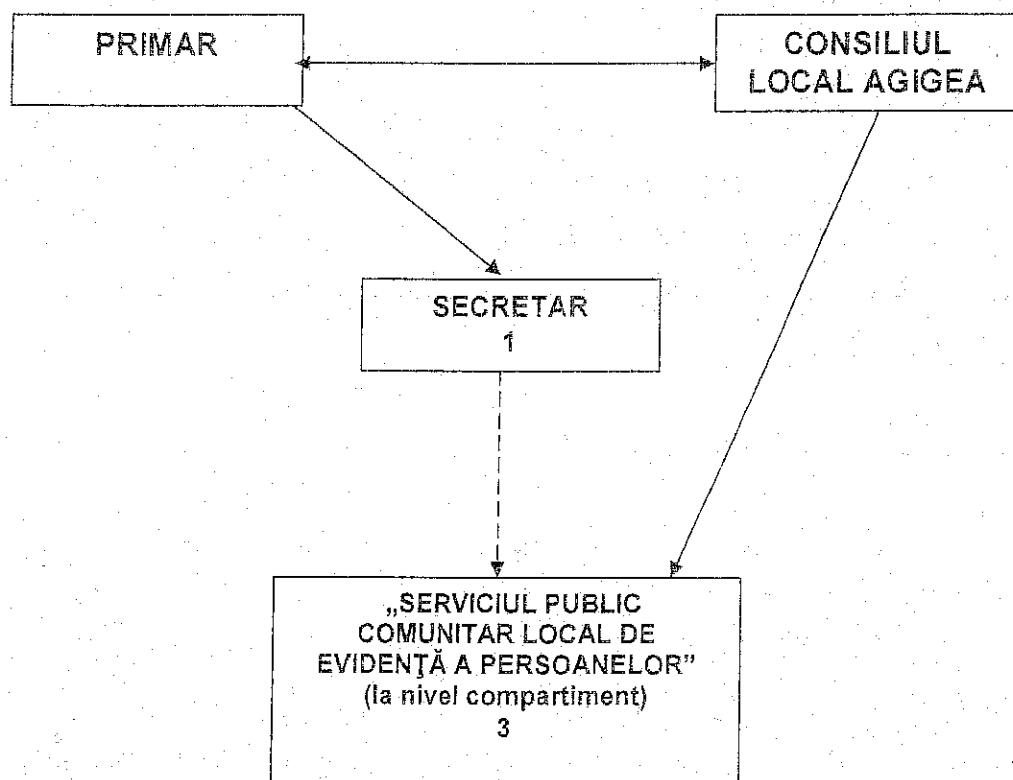 PRIMAR
CONSILIUL
LOCAL AGIGEA
SECRETAR
1
„SERVICIUL PUBLIC
COMUNITAR LOCAL DE
EVIDENŢĂ A PERSOANELOR”
(la nivel compartiment)
3